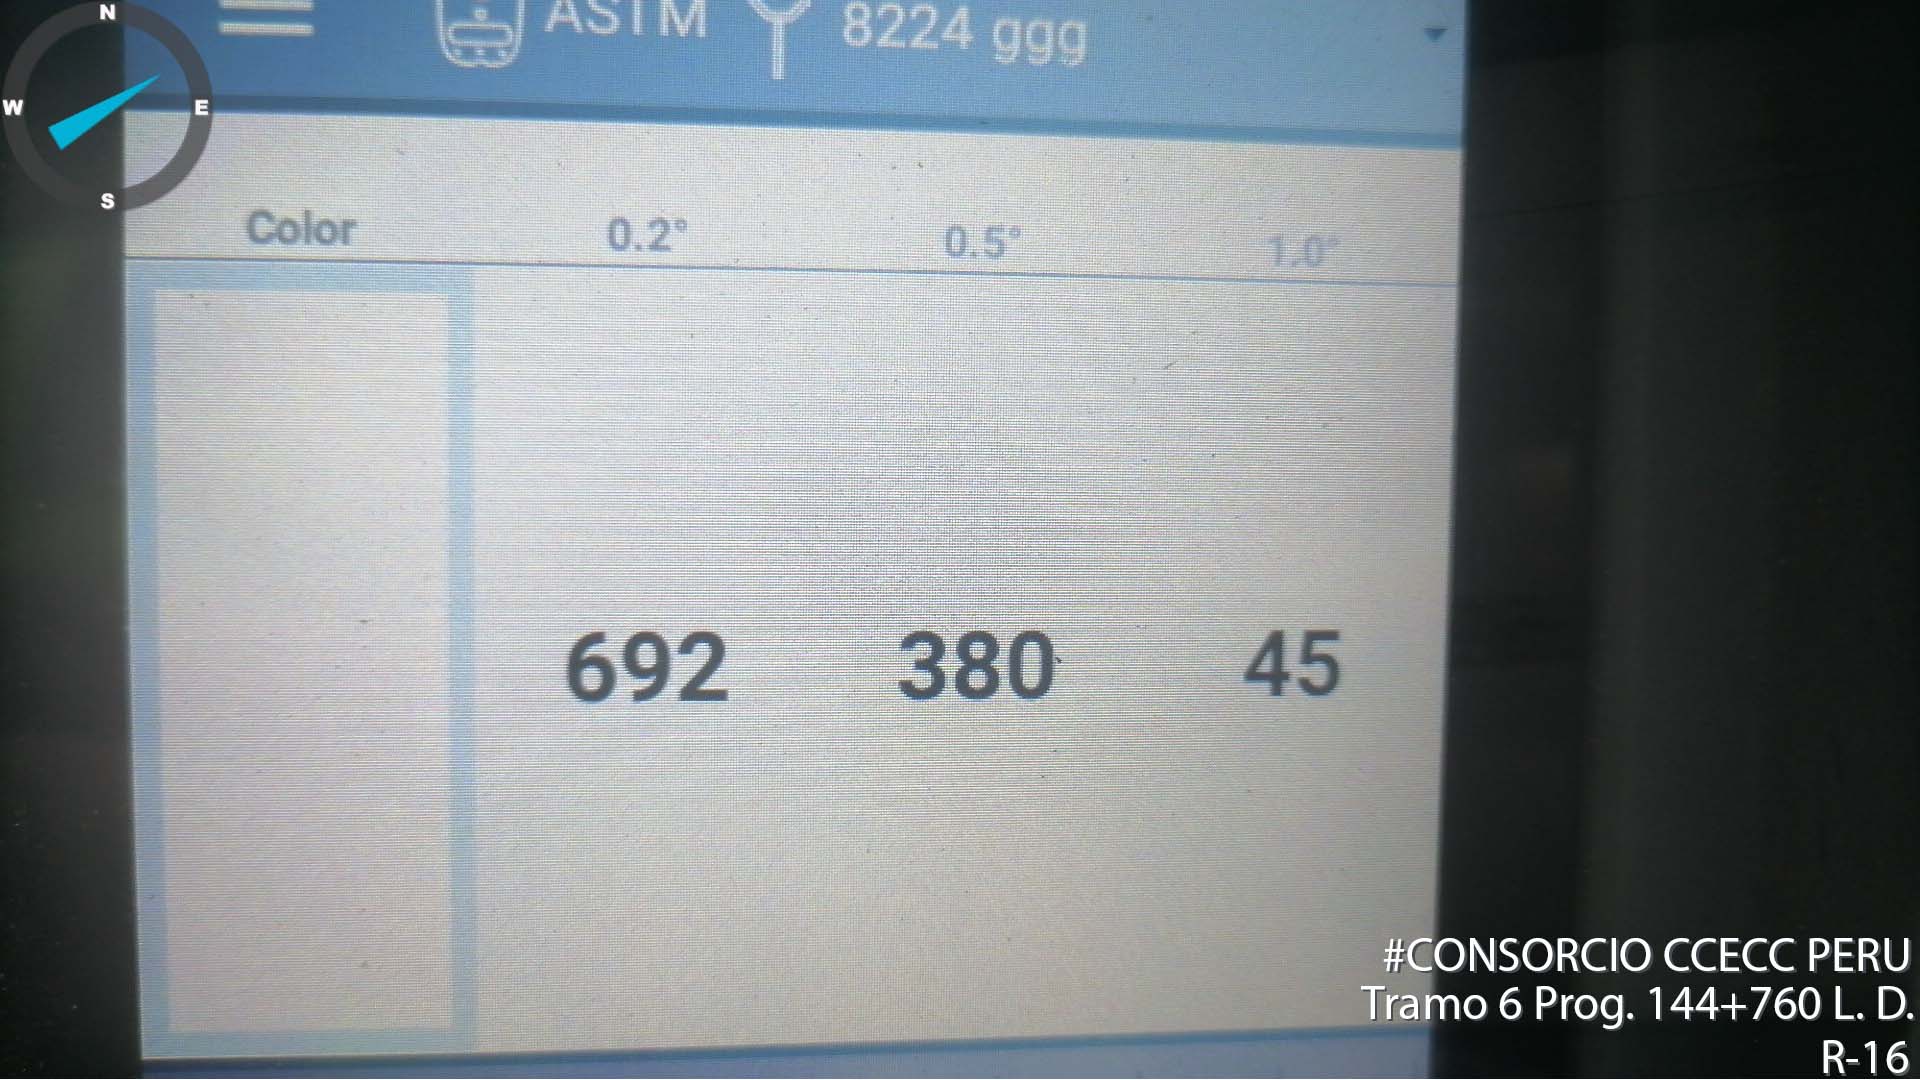 N
W E
S
ASTM 8224 ggg
Color 0.2° 0.5° 1.0°
692 380 45
#CONSORCIO CCECC PERU
Tramo 6 Prog. 144+760 L. D.
R-16